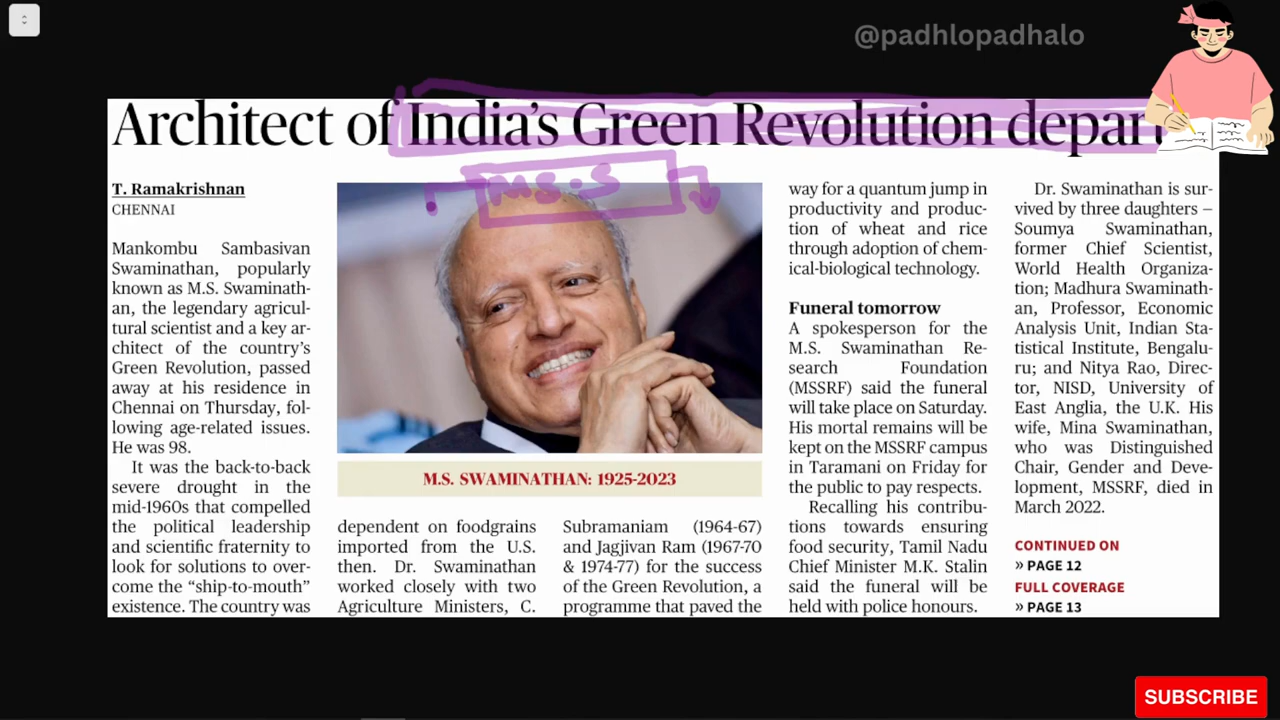 @padhlopadhalo
Architect of India's Green Revolution depart
M.S.S
T. Ramakrishnan
CHENNAI
Mankombu Sambasivan
Swaminathan, popularly
known as M.S. Swaminath-
an, the legendary agricul-
tural scientist and a key ar-
chitect of the country's
Green Revolution, passed
away at his residence in
Chennai on Thursday, fol-
lowing age-related issues.
He was 98.
It was the back-to-back
severe drought in the
mid-1960s that compelled
the political leadership
and scientific fraternity to
look for solutions to over-
come the “ship-to-mouth”
existence. The country was
M.S. SWAMINATHAN: 1925-2023
dependent on foodgrains
imported from the U.S.
then. Dr. Swaminathan
worked closely with two
Agriculture Ministers, C.
Subramaniam (1964-67)
and Jagjivan Ram (1967-70
& 1974-77) for the success
of the Green Revolution, a
programme that paved the
way for a quantum jump in
productivity and produc-
tion of wheat and rice
through adoption of chem-
ical-biological technology.
Funeral tomorrow
A spokesperson for the
M.S. Swaminathan Re-
search Foundation
(MSSRF) said the funeral
will take place on Saturday.
His mortal remains will be
kept on the MSSRF campus
in Taramani on Friday for
the public to pay respects.
Recalling his contribu-
tions towards ensuring
food security, Tamil Nadu
Chief Minister M.K. Stalin
said the funeral will be
held with police honours.
Dr. Swaminathan is sur-
vived by three daughters –
Soumya Swaminathan,
former Chief Scientist,
World Health Organiza-
tion; Madhura Swaminath-
an, Professor, Economic
Analysis Unit, Indian Sta-
tistical Institute, Bengalu-
ru; and Nitya Rao, Direc-
tor, NISD, University of
East Anglia, the U.K. His
wife, Mina Swaminathan,
who was Distinguished
Chair, Gender and Deve-
lopment, MSSRF, died in
March 2022.
CONTINUED ON
» PAGE 12
FULL COVERAGE
» PAGE 13
SUBSCRIBE